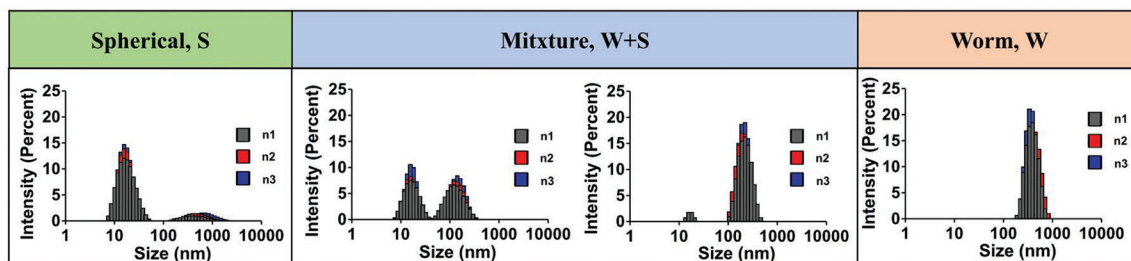 Spherical, S
Mitxture, W+S
Worm, W
Intensity (Percent)
25
20
15
10
5
0
1 10 100 1000 10000
Size (nm)
n1
n2
n3
Intensity (Percent)
25
20
15
10
5
0
1 10 100 1000 10000
Size (nm)
n1
n2
n3
Intensity (Percent)
25
20
15
10
5
0
1 10 100 1000 10000
Size (nm)
n1
n2
n3
Intensity (Percent)
25
20
15
10
5
0
1 10 100 1000 10000
Size (nm)
n1
n2
n3